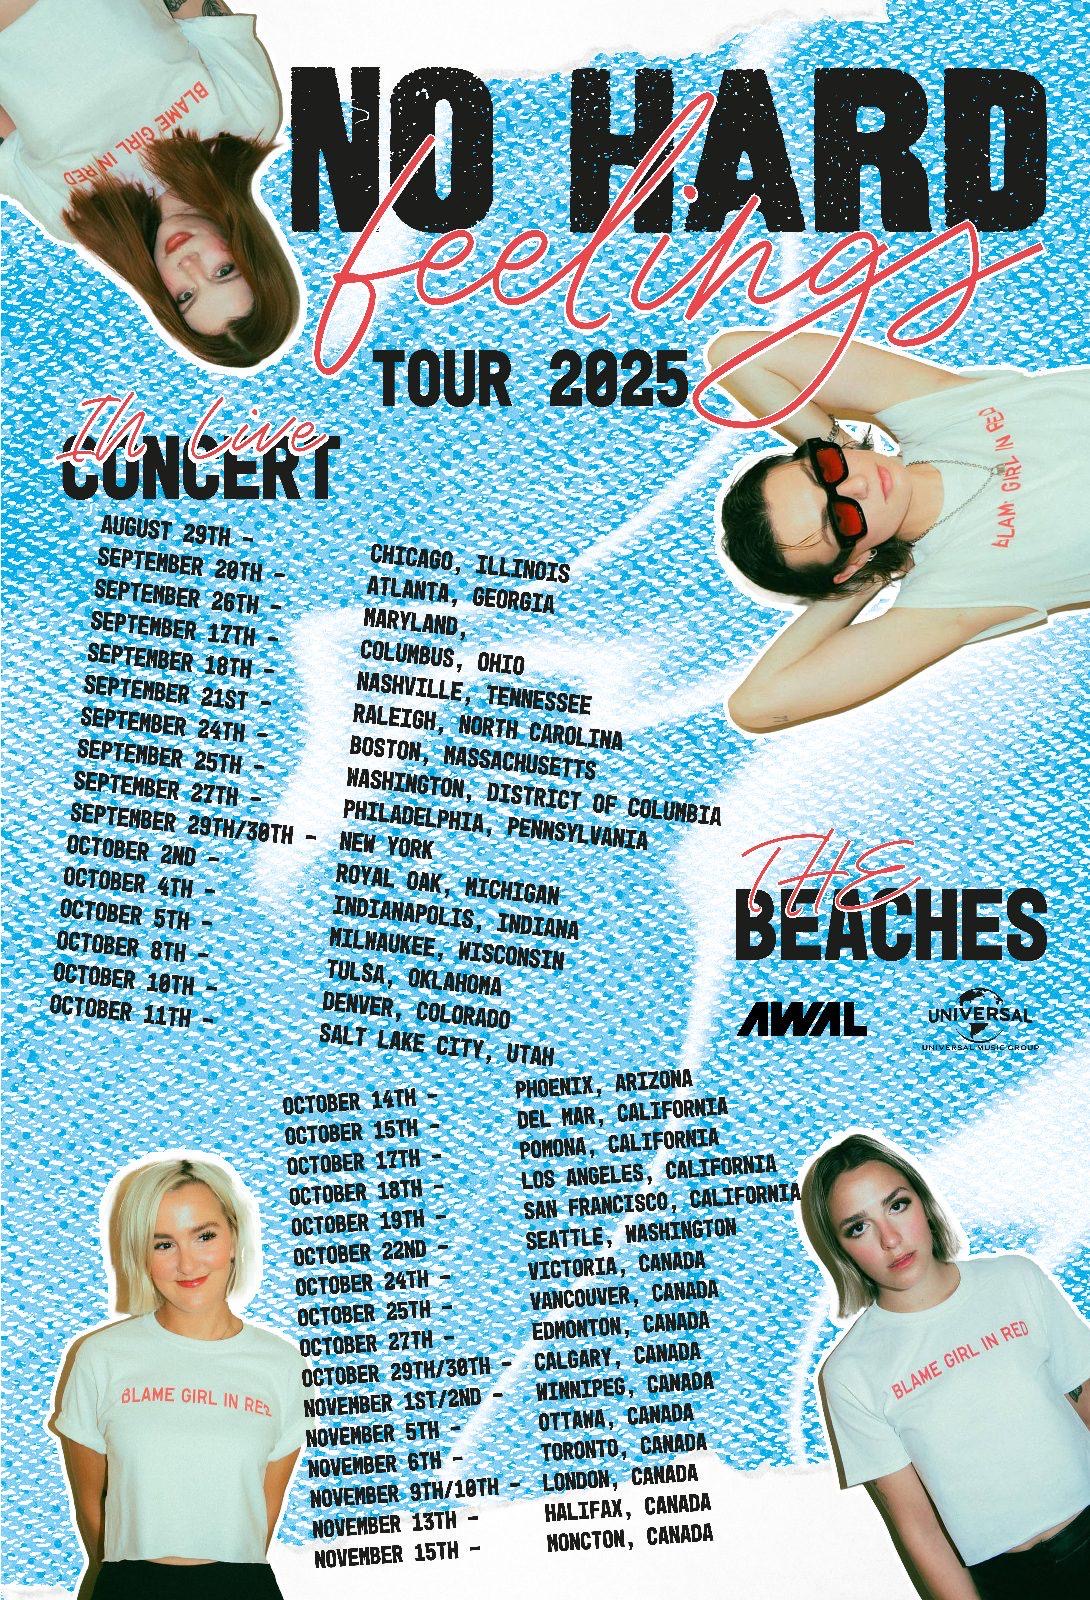 BLAME GIRL IN RED
NO HARD
feelings
TOUR 2025
BLAM GIRL IN RED
IN Live
CONCERT
AUGUST 29TH - CHICAGO, ILLINOIS
SEPTEMBER 20TH - ATLANTA, GEORGIA
SEPTEMBER 26TH - MARYLAND,
SEPTEMBER 17TH - COLUMBUS, OHIO
SEPTEMBER 18TH - NASHVILLE, TENNESSEE
SEPTEMBER 21ST - RALEIGH, NORTH CAROLINA
SEPTEMBER 24TH - BOSTON, MASSACHUSETTS
SEPTEMBER 25TH - WASHINGTON, DISTRICT OF COLUMBIA
SEPTEMBER 27TH - PHILADELPHIA, PENNSYLVANIA
SEPTEMBER 29TH/30TH - NEW YORK
OCTOBER 2ND - ROYAL OAK, MICHIGAN
OCTOBER 4TH - INDIANAPOLIS, INDIANA
OCTOBER 5TH - MILWAUKEE, WISCONSIN
OCTOBER 8TH - TULSA, OKLAHOMA
OCTOBER 10TH - DENVER, COLORADO
OCTOBER 11TH - SALT LAKE CITY, UTAH
THE
BEACHES
AWAL
UNIVERSAL
UNIVERSAL MUSIC GROUP
OCTOBER 14TH - PHOENIX, ARIZONA
OCTOBER 15TH - DEL MAR, CALIFORNIA
OCTOBER 17TH - POMONA, CALIFORNIA
OCTOBER 18TH - LOS ANGELES, CALIFORNIA
OCTOBER 19TH - SAN FRANCISCO, CALIFORNIA
OCTOBER 22ND - SEATTLE, WASHINGTON
OCTOBER 24TH - VICTORIA, CANADA
OCTOBER 25TH - VANCOUVER, CANADA
OCTOBER 27TH - EDMONTON, CANADA
OCTOBER 29TH/30TH - CALGARY, CANADA
NOVEMBER 1ST/2ND - WINNIPEG, CANADA
NOVEMBER 5TH - OTTAWA, CANADA
NOVEMBER 6TH - TORONTO, CANADA
NOVEMBER 9TH/10TH - LONDON, CANADA
NOVEMBER 13TH - HALIFAX, CANADA
NOVEMBER 15TH - MONCTON, CANADA
BLAME GIRL IN RED
BLAME GIRL IN RED